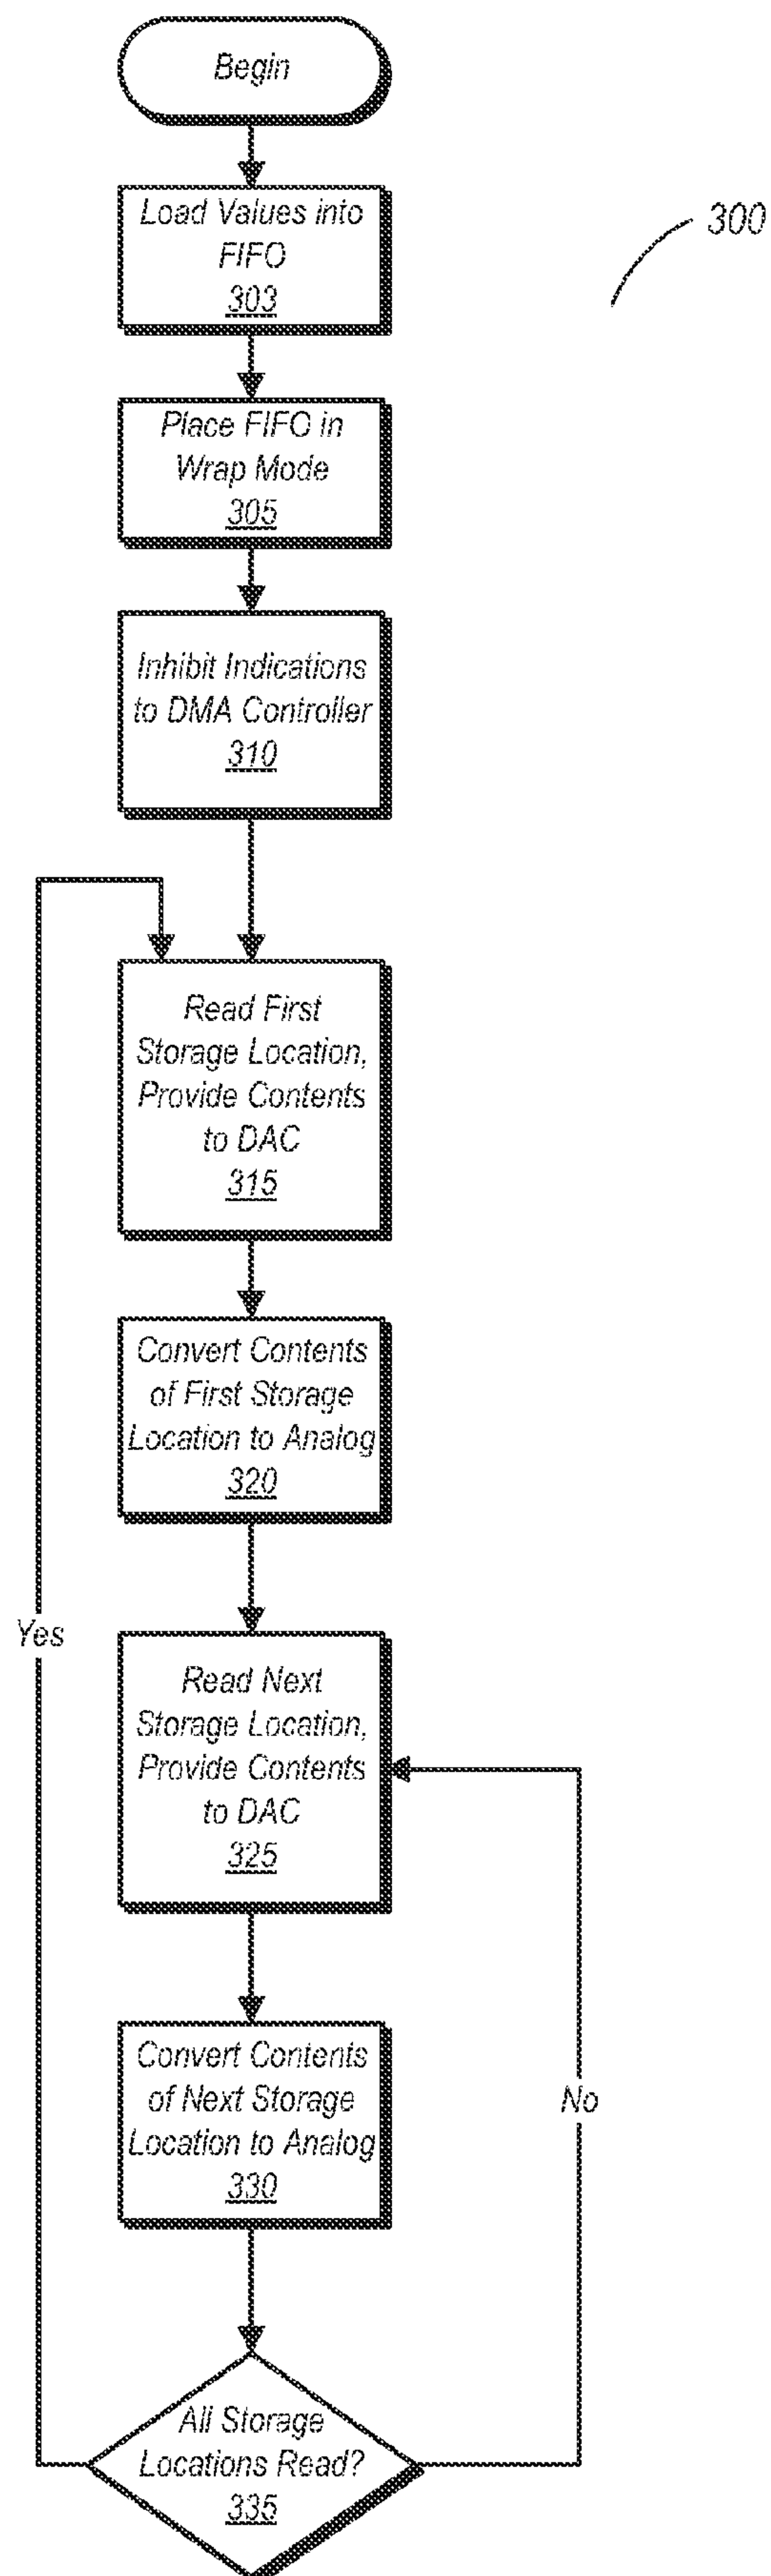 Begin
300
Load Values into
FIFO
303
Place FIFO in
Wrap Mode
305
Inhibit Indications
to DMA Controller
310
Read First
Storage Location,
Provide Contents
to DAC
315
Convert Contents
of First Storage
Location to Analog
320
Yes
Read Next
Storage Location,
Provide Contents
to DAC
325
Convert Contents
of Next Storage
Location to Analog
330
No
All Storage
Locations Read?
335